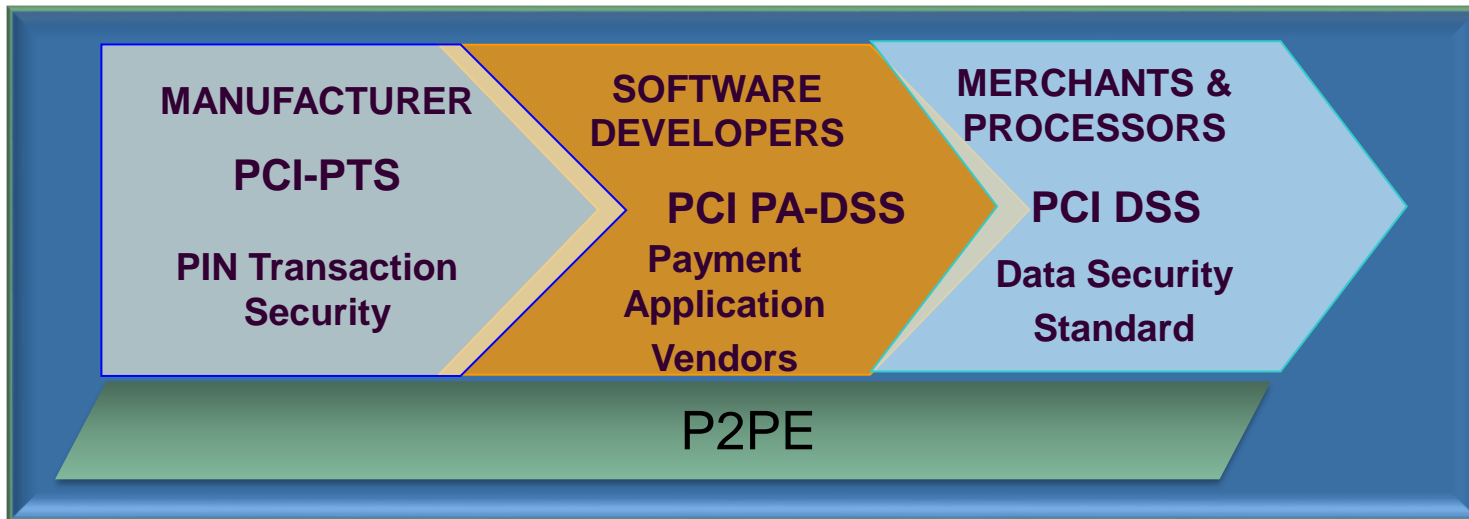 MANUFACTURER
PCI-PTS
PIN Transaction
Security
SOFTWARE
DEVELOPERS
PCI PA-DSS
Payment
Application
Vendors
MERCHANTS &
PROCESSORS
PCI DSS
Data Security
Standard
P2PE